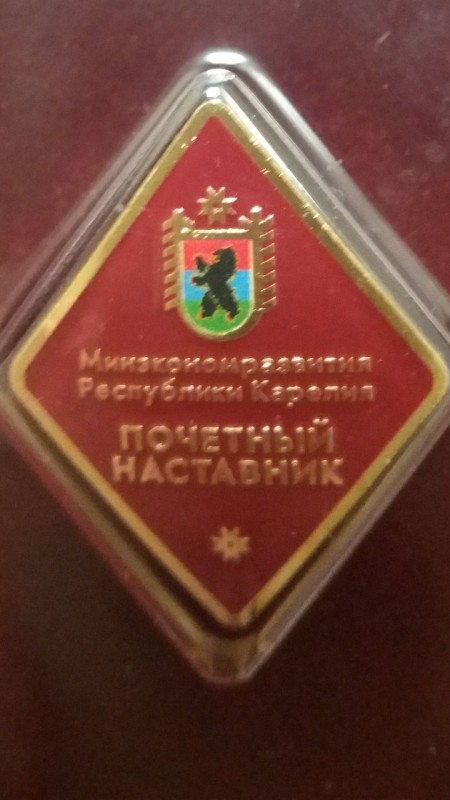 Минэкономразвития
Республики Карелия
ПОЧЕТНЫЙ
НАСТАВНИК